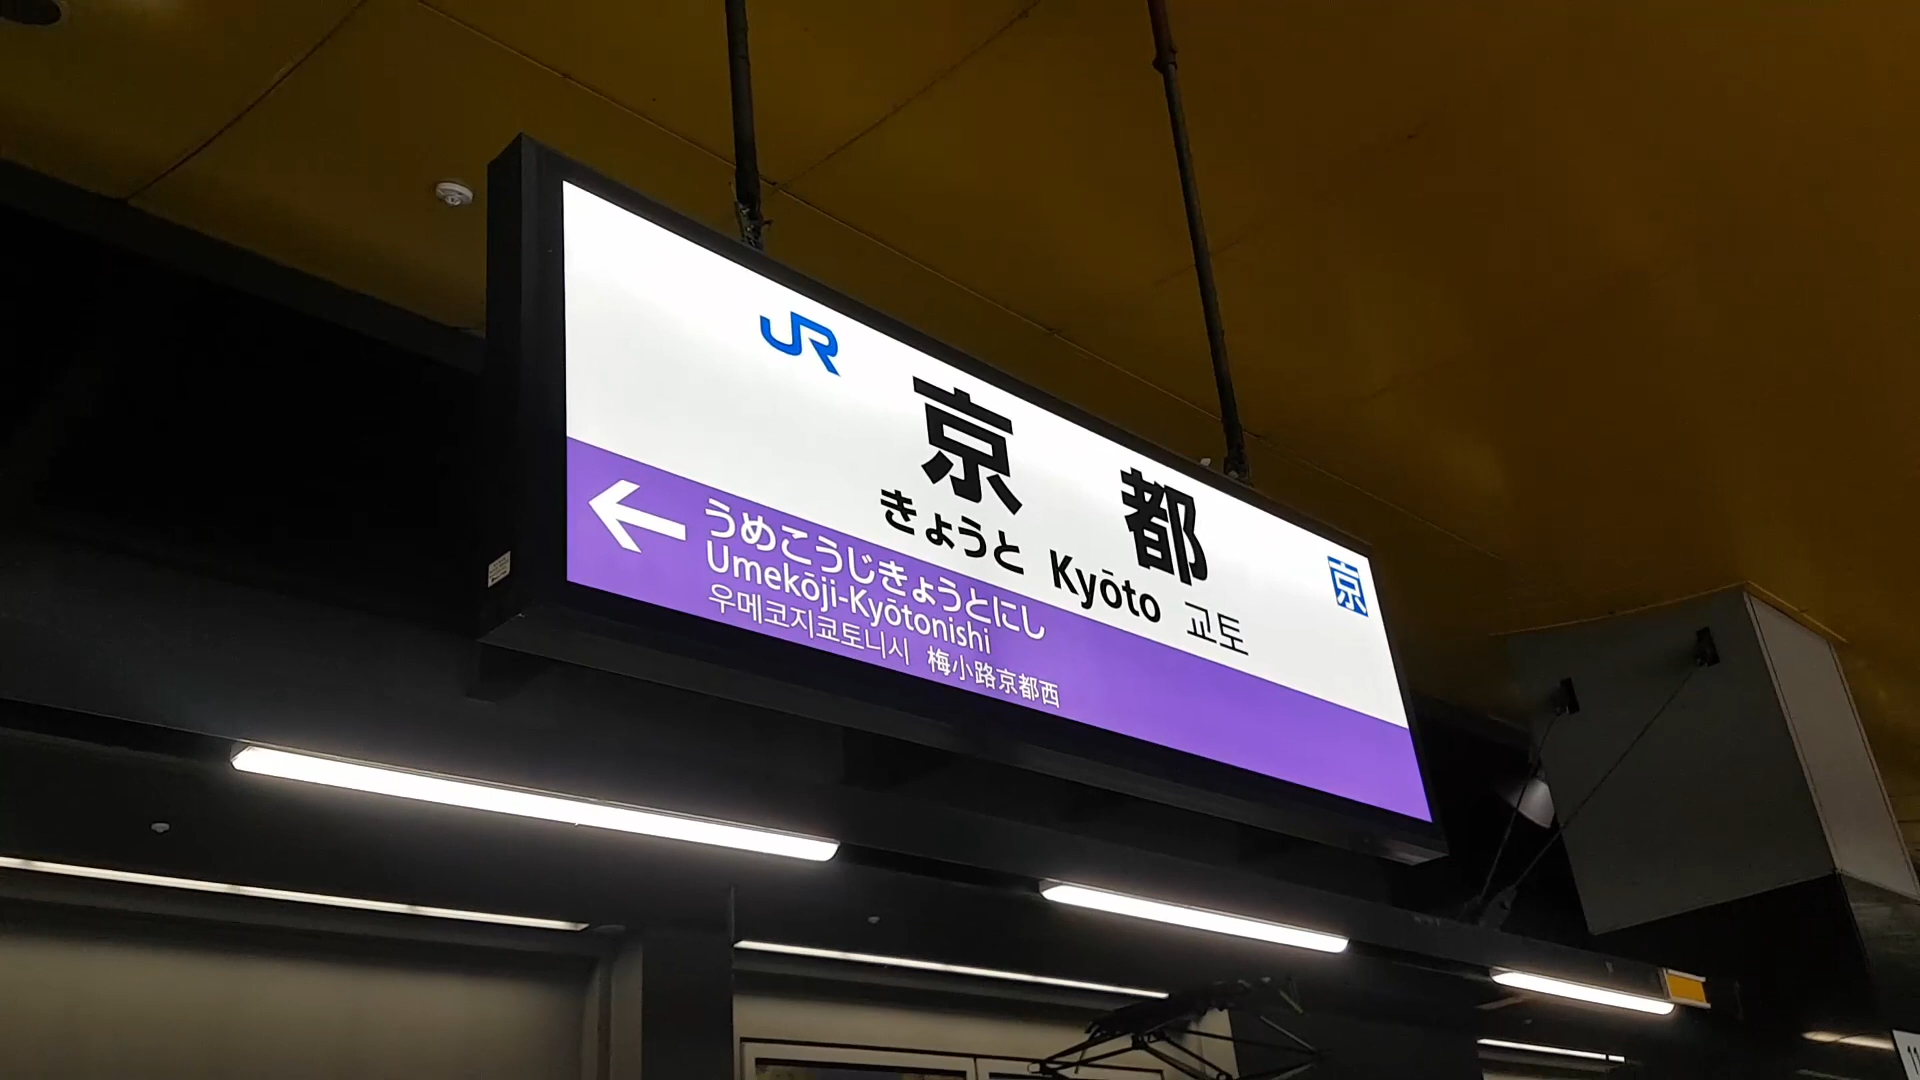 JR
京都
きょうと Kyōto 교토
京
うめこうじきょうとにし
Umekōji-Kyōtonishi
우메코지쿄토니시 梅小路京都西